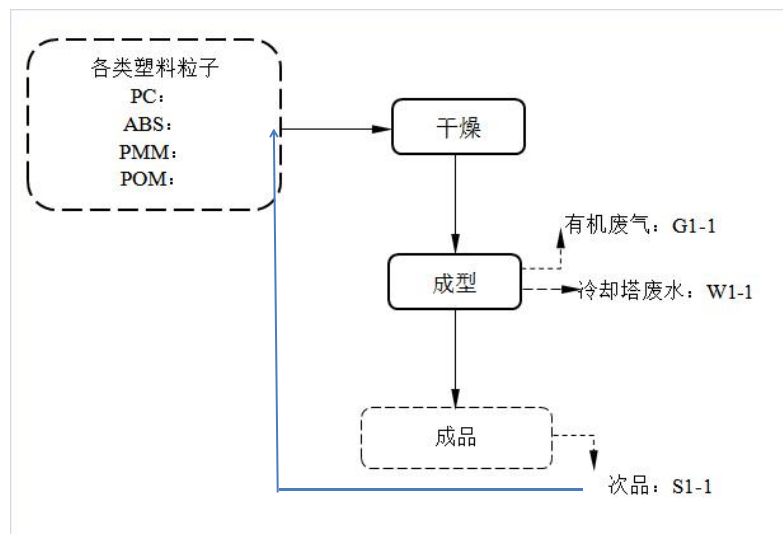 各类塑料粒子
PC：
ABS：
PMM：
POM：
干燥
有机废气：G1-1
成型
冷却塔废水：W1-1
成品
次品：S1-1